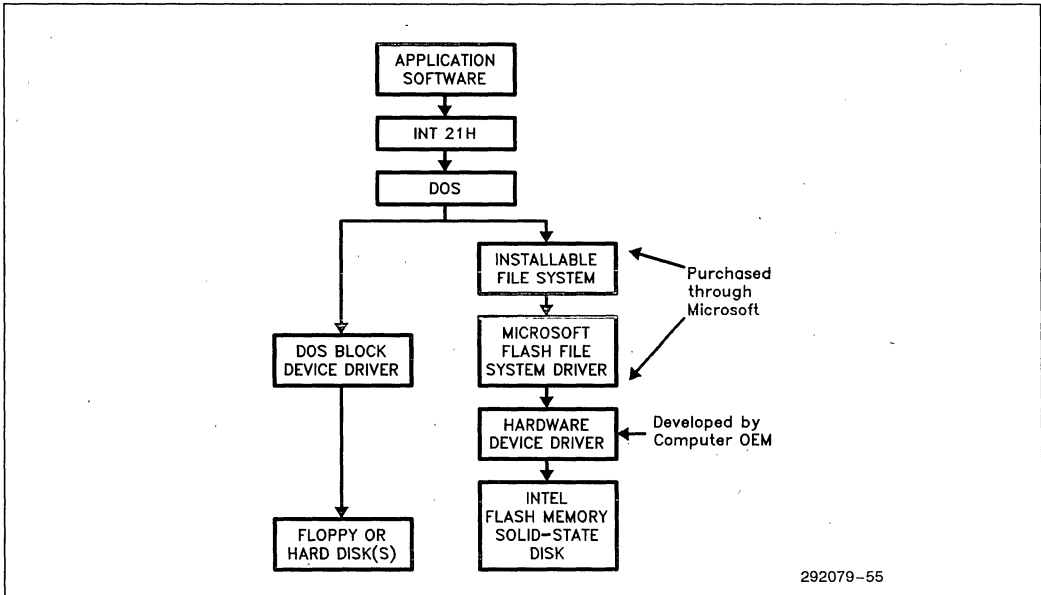 APPLICATION
SOFTWARE
INT 21H
DOS
INSTALLABLE
FILE SYSTEM
Purchased
through
Microsoft
DOS BLOCK
DEVICE DRIVER
MICROSOFT
FLASH FILE
SYSTEM DRIVER
HARDWARE
DEVICE DRIVER
Developed by
Computer OEM
FLOPPY OR
HARD DISK(S)
INTEL
FLASH MEMORY
SOLID-STATE
DISK
292079-55